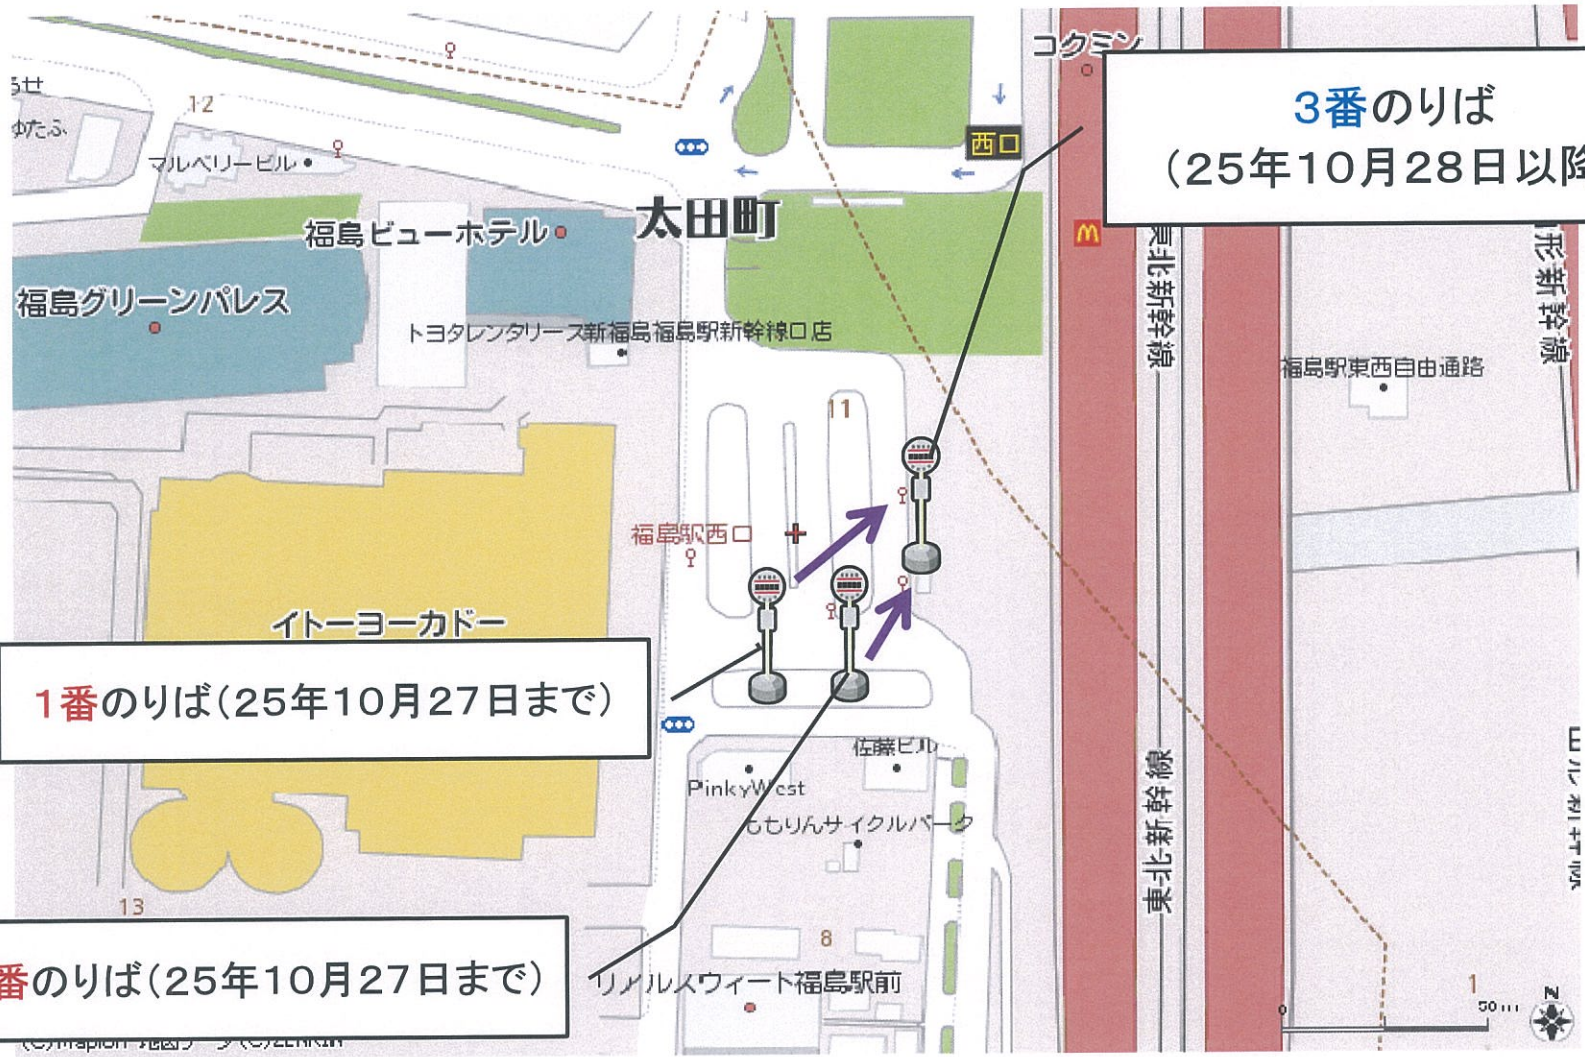 コクミン
3番のりば
(25年10月28日以降
12
ゆたふ
マルベリービル
西口
太田町
福島ビューホテル
福島グリーンパレス
トヨタレンタリース新福島福島駅新幹線口店
東北新幹線
形新幹線
福島駅東西自由通路
11
福島駅西口
イトーヨーカドー
1番のりば(25年10月27日まで)
佐藤ビル
PinkyWest
ももりんサイクルパーク
東北新幹線
13
8
番のりば(25年10月27日まで)
リアルスウィート福島駅前
1
0
50m
N